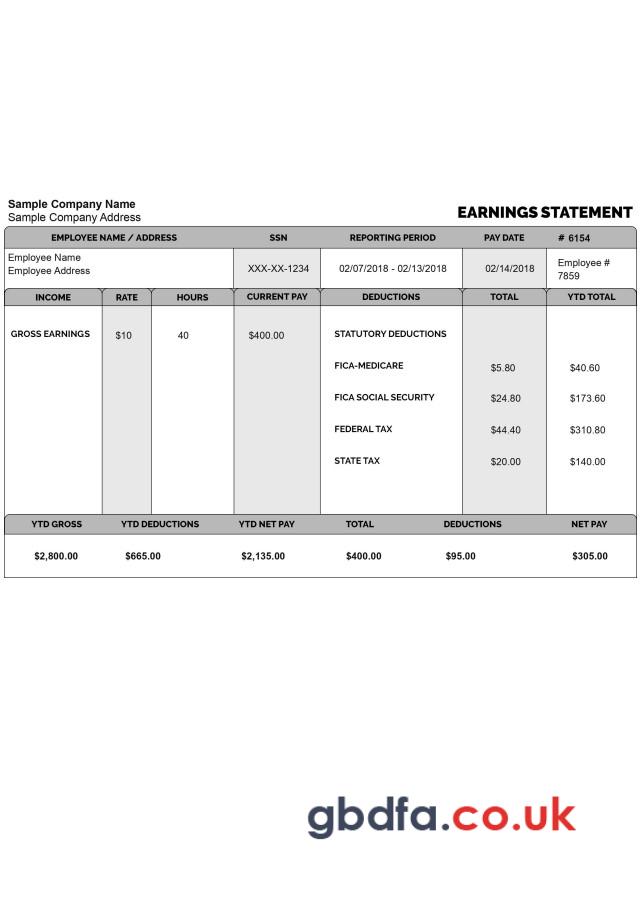 Sample Company Name
Sample Company Address
EARNINGS STATEMENT
EMPLOYEE NAME / ADDRESS SSN REPORTING PERIOD PAY DATE # 6154
Employee Name
Employee Address
XXX-XX-1234 02/07/2018 - 02/13/2018 02/14/2018 Employee #
7859
INCOME RATE HOURS CURRENT PAY DEDUCTIONS TOTAL YTD TOTAL
GROSS EARNINGS $10 40 $400.00 STATUTORY DEDUCTIONS
FICA-MEDICARE $5.80 $40.60
FICA SOCIAL SECURITY $24.80 $173.60
FEDERAL TAX $44.40 $310.80
STATE TAX $20.00 $140.00
YTD GROSS YTD DEDUCTIONS YTD NET PAY TOTAL DEDUCTIONS NET PAY
$2,800.00 $665.00 $2,135.00 $400.00 $95.00 $305.00
gbdfa.co.uk